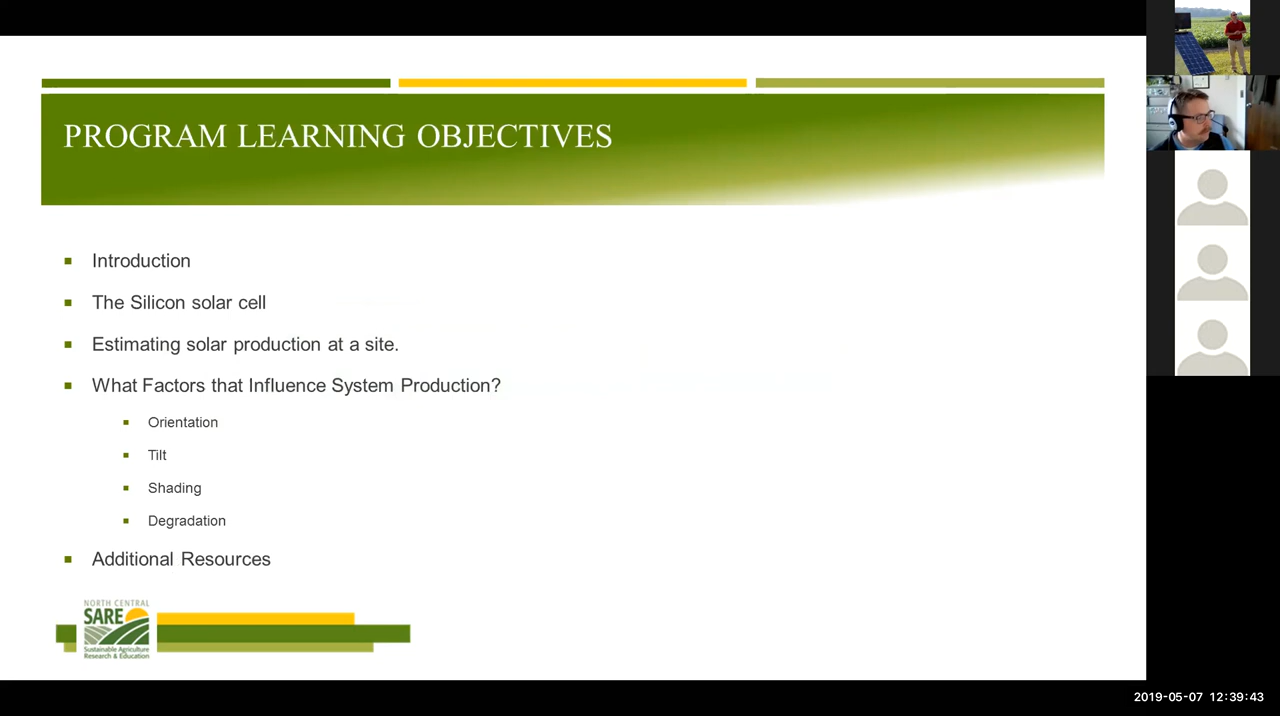 PROGRAM LEARNING OBJECTIVES
Introduction
The Silicon solar cell
Estimating solar production at a site.
What Factors that Influence System Production?
Orientation
Tilt
Shading
Degradation
Additional Resources
NORTH CENTRAL
SARE
Sustainable Agriculture
Research & Education
2019-05-07 12:39:43